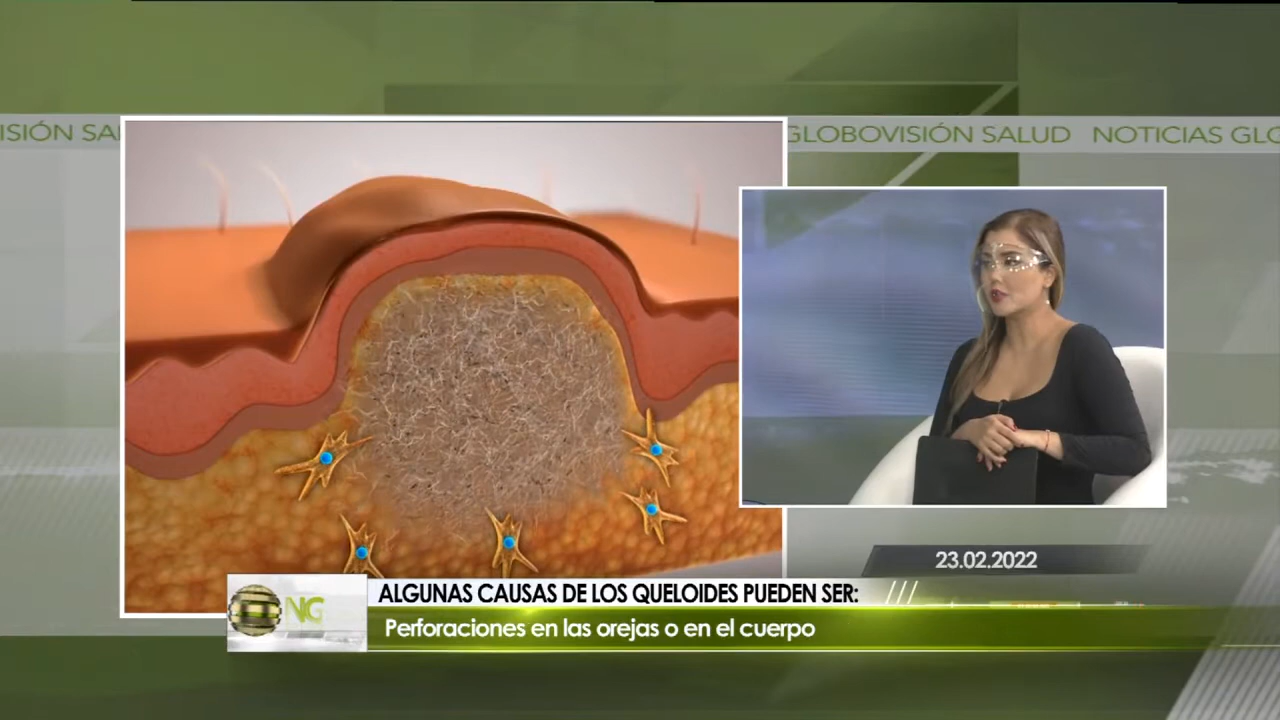 ISIÓN SA
GLOBOVISIÓN SALUD NOTICIAS GLO
23.02.2022
ALGUNAS CAUSAS DE LOS QUELOIDES PUEDEN SER:
NG
Perforaciones en las orejas o en el cuerpo